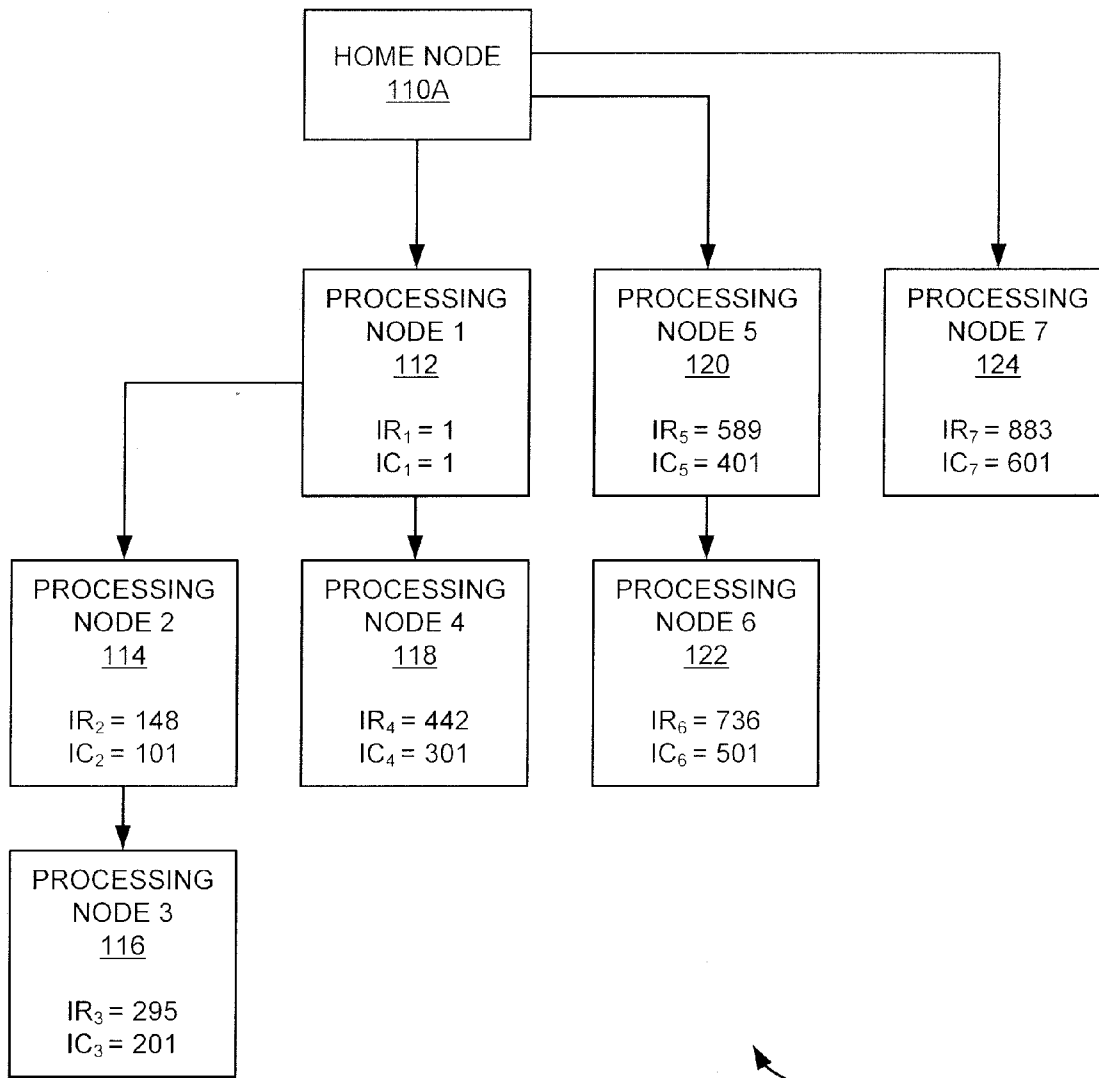 HOME NODE
110A
PROCESSING
NODE 1
112
IR₁ = 1
IC₁ = 1
PROCESSING
NODE 5
120
IR₅ = 589
IC₅ = 401
PROCESSING
NODE 7
124
IR₇ = 883
IC₇ = 601
PROCESSING
NODE 2
114
IR₂ = 148
IC₂ = 101
PROCESSING
NODE 4
118
IR₄ = 442
IC₄ = 301
PROCESSING
NODE 6
122
IR₆ = 736
IC₆ = 501
PROCESSING
NODE 3
116
IR₃ = 295
IC₃ = 201